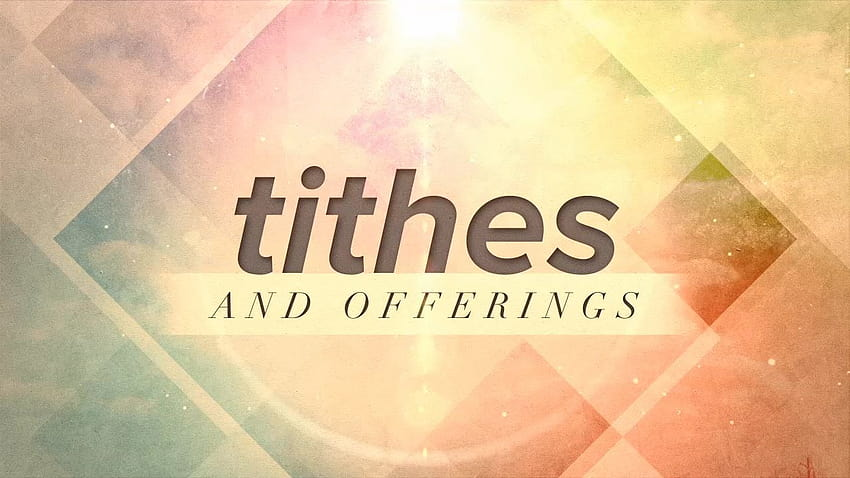 tithes
AND OFFERINGS